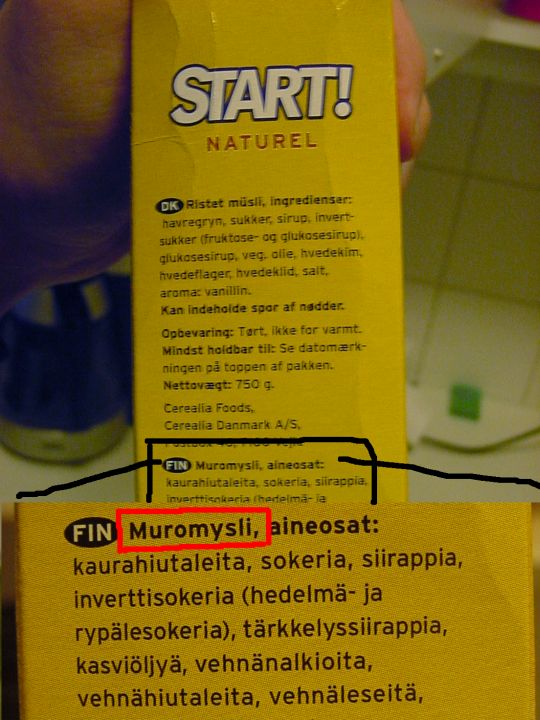 START!
NATUREL
DK Ristet müsli, ingredienser:
havregryn, sukker, sirup, invert-
sukker (fruktose- og glukosesirup),
glukosesirup, veg. olie, hvedekim,
hvedeflager, hvedeklid, salt,
aroma: vanillin.
Kan indeholde spor af nødder.
Opbevaring: Tørt, ikke for varmt.
Mindst holdbar til: Se datomærk-
ningen på toppen af pakken.
Nettovægt: 750 g.
Cerealia Foods,
Cerealia Danmark A/S,
FIN Muromysli, aineosat:
kaurahiutaleita, sokeria, siirappia,
inverttisokeria (hedelmä- ja
FIN Muromysli, aineosat:
kaurahiutaleita, sokeria, siirappia,
inverttisokeria (hedelmä- ja
rypälesokeria), tärkkelyssiirappia,
kasviöljyä, vehnänalkioita,
vehnähiutaleita, vehnäleseitä,